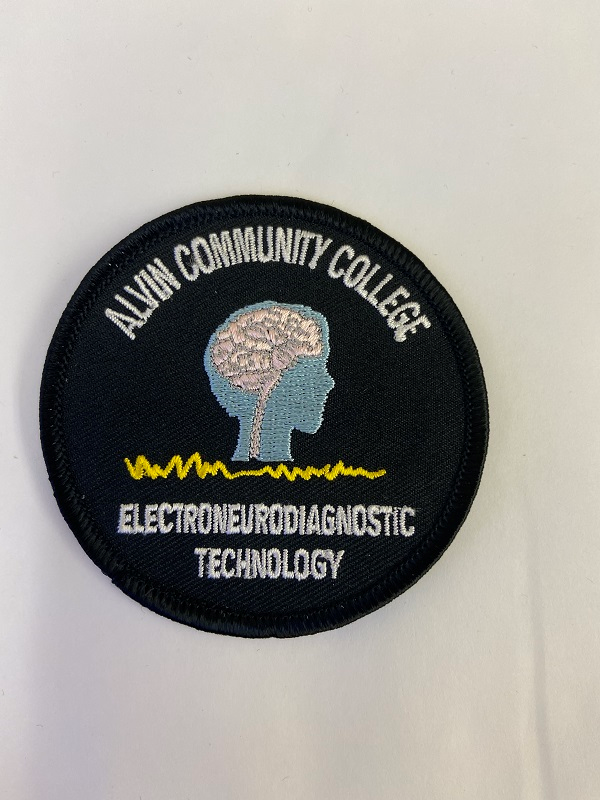 ALVIN COMMUNITY COLLEGE
ELECTRONEURODIAGNOSTIC
TECHNOLOGY